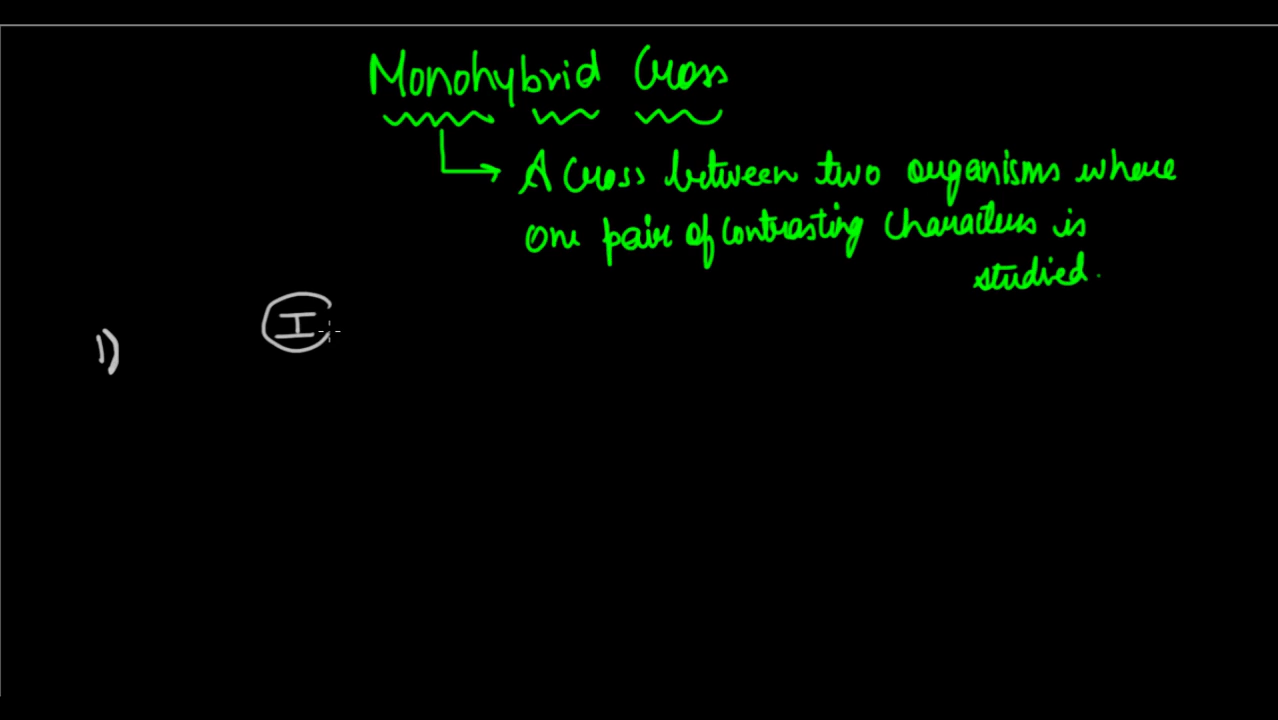 Monohybrid Cross
A Cross between two organisms where
one pair of contrasting characters is
studied.
I
1)